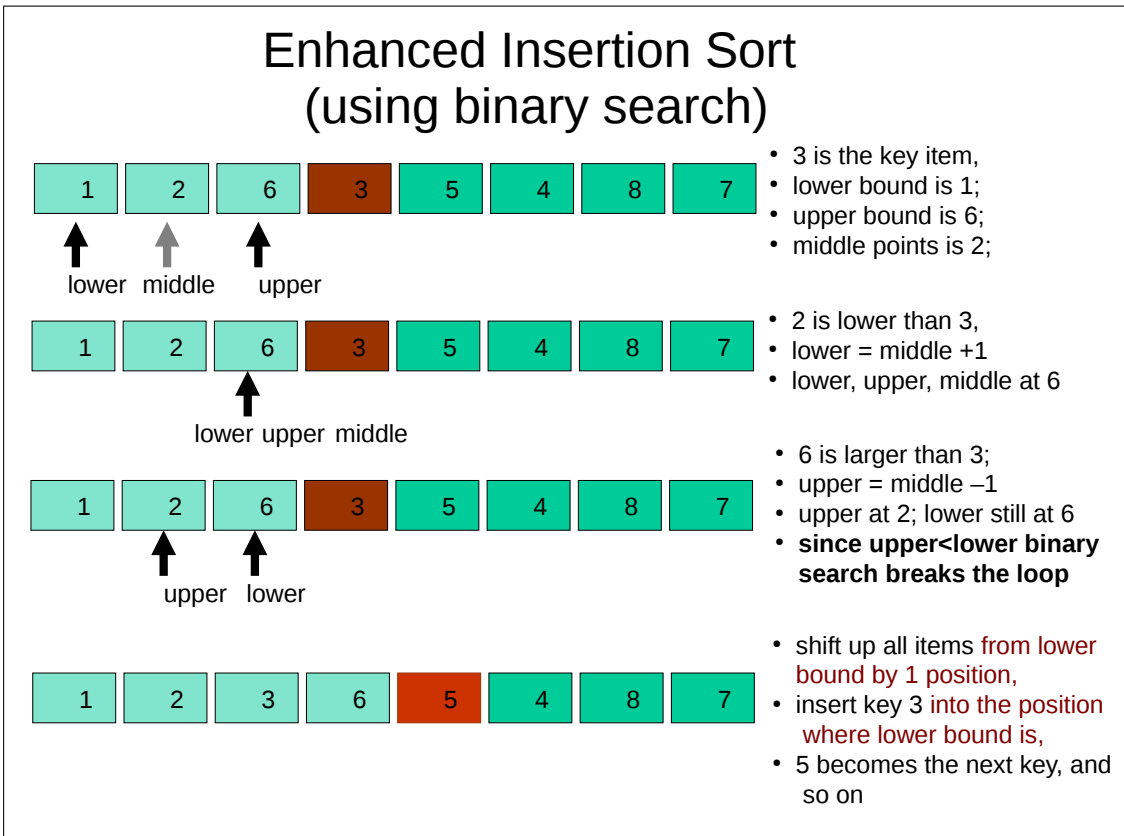 Enhanced Insertion Sort
(using binary search)
1 2 6 3 5 4 8 7
lower middle upper
• 3 is the key item,
• lower bound is 1;
• upper bound is 6;
• middle points is 2;
1 2 6 3 5 4 8 7
lower upper middle
• 2 is lower than 3,
• lower = middle +1
• lower, upper, middle at 6
1 2 6 3 5 4 8 7
upper lower
• 6 is larger than 3;
• upper = middle –1
• upper at 2; lower still at 6
• since upper<lower binary
search breaks the loop
1 2 3 6 5 4 8 7
• shift up all items from lower
bound by 1 position,
• insert key 3 into the position
where lower bound is,
• 5 becomes the next key, and
so on